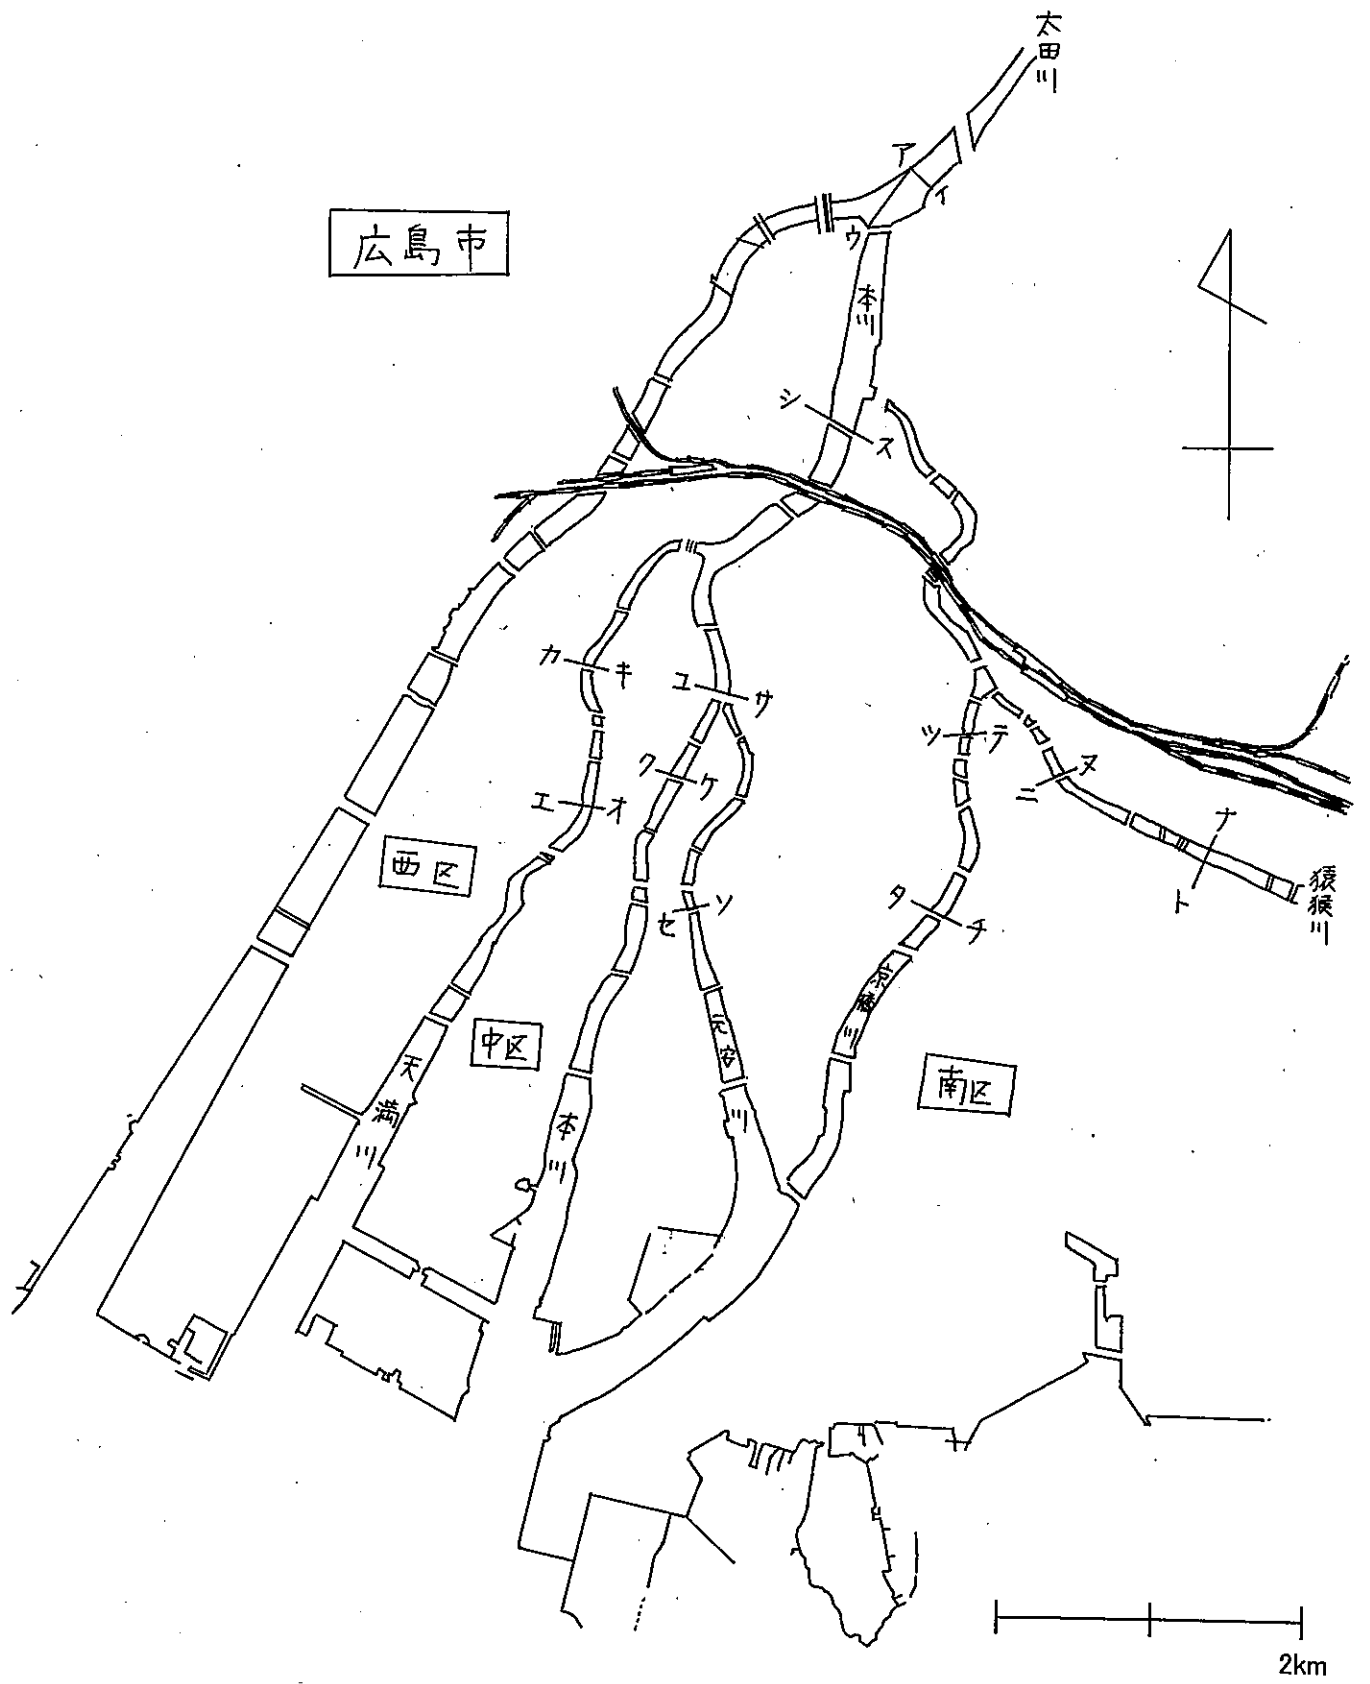 太田川
ア
イ
ウ
広島市
本川
シ
ス
カ
キ
ユ
サ
ツ
テ
ク
ケ
ヌ
ニ
エ
オ
ナ
ト
西区
猿猴川
セ
ソ
タ
チ
京橋川
元安川
中区
天満川
本川
南区
2km